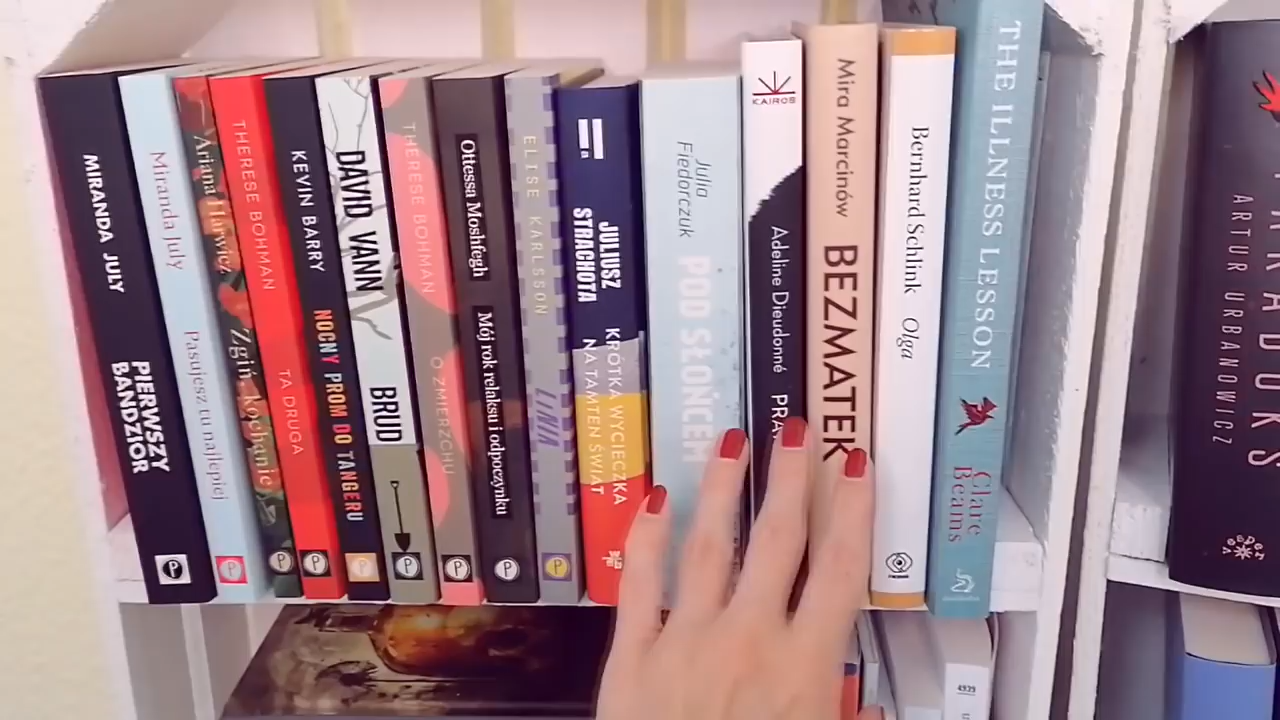 MIRANDA JULY
PIERWSZY
BANDZIOR
Miranda July
Pasujesz tu najlepiej
Ariana Harwicz
Zgiń, kochanie
THERESE BOHMAN
TA DRUGA
KEVIN BARRY
NOCNY PROM DO TANGERU
DAVID VANN
BRUD
THERESE BOHMAN
O ZMIERZCHU
Ottessa Moshfegh
Mój rok relaksu i odpoczynku
ELISE KARLSSON
LINIA
JULIUSZ
STRACHOTA
KRÓTKA WYCIECZKA
NA TAMTEN ŚWIAT
Julia
Fiedorczuk
POD SŁOŃCEM
KAIROS
Adeline Dieudonné
PRA
Mira Marcinów
BEZMATEK
Bernhard Schlink
Olga
THE ILLNESS LESSON
Clare
Beams
ARTUR URBANOWICZ
4939